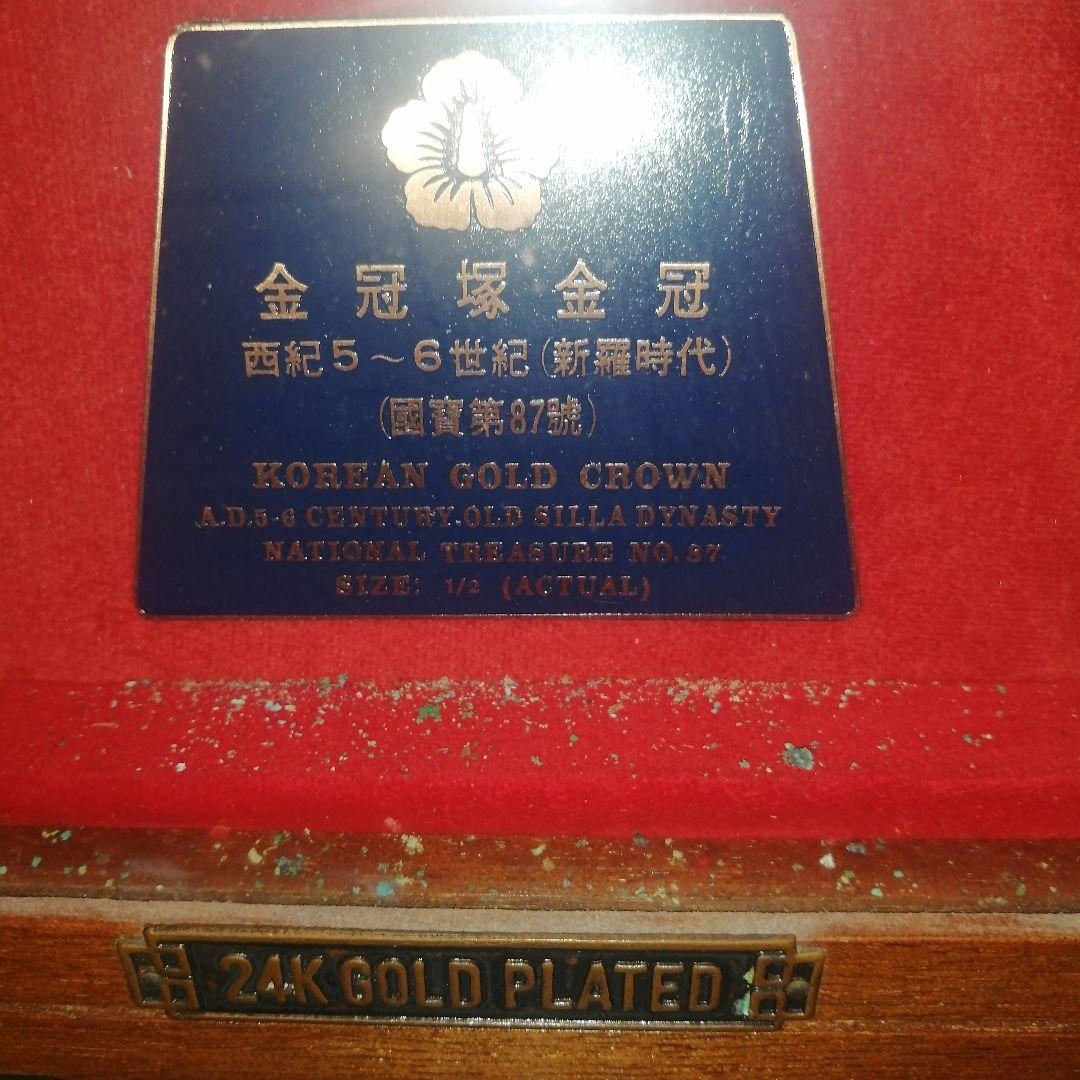 金冠塚金冠
西紀5~6世紀(新羅時代)
(國寶第87號)
KOREAN GOLD CROWN
A.D.5-6 CENTURY.OLD SILLA DYNASTY
NATIONAL TREASURE NO.87
SIZE: 1/2 (ACTUAL)
24K GOLD PLATED